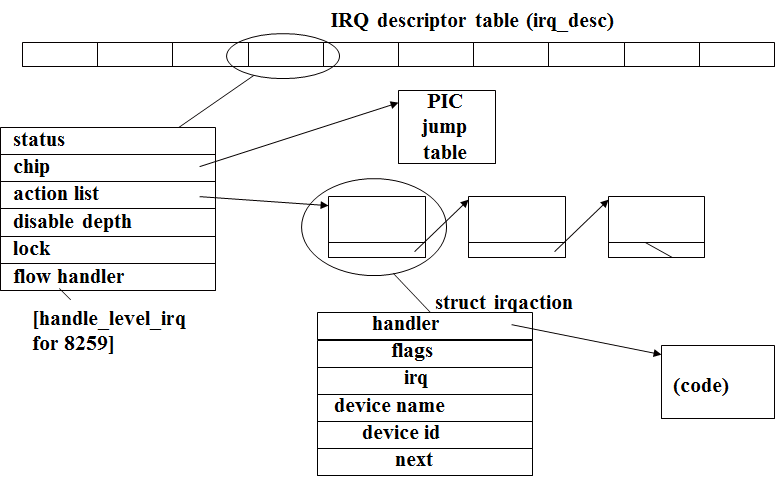 IRQ descriptor table (irq_desc)
PIC
jump
table
status
chip
action list
disable depth
lock
flow handler
[handle_level_irq
for 8259]
struct irqaction
handler
flags
irq
device name
device id
next
(code)